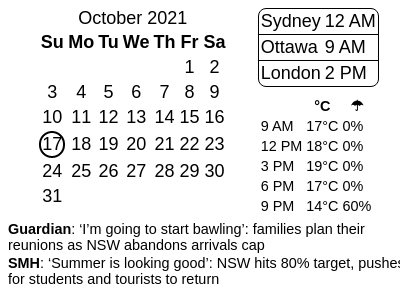 October 2021
Su Mo Tu We Th Fr Sa
1 2
3 4 5 6 7 8 9
10 11 12 13 14 15 16
17 18 19 20 21 22 23
24 25 26 27 28 29 30
31
Sydney 12 AM
Ottawa 9 AM
London 2 PM
°C ☂
9 AM 17°C 0%
12 PM 18°C 0%
3 PM 19°C 0%
6 PM 17°C 0%
9 PM 14°C 60%
Guardian: ‘I’m going to start bawling’: families plan their
reunions as NSW abandons arrivals cap
SMH: ‘Summer is looking good’: NSW hits 80% target, pushes
for students and tourists to return